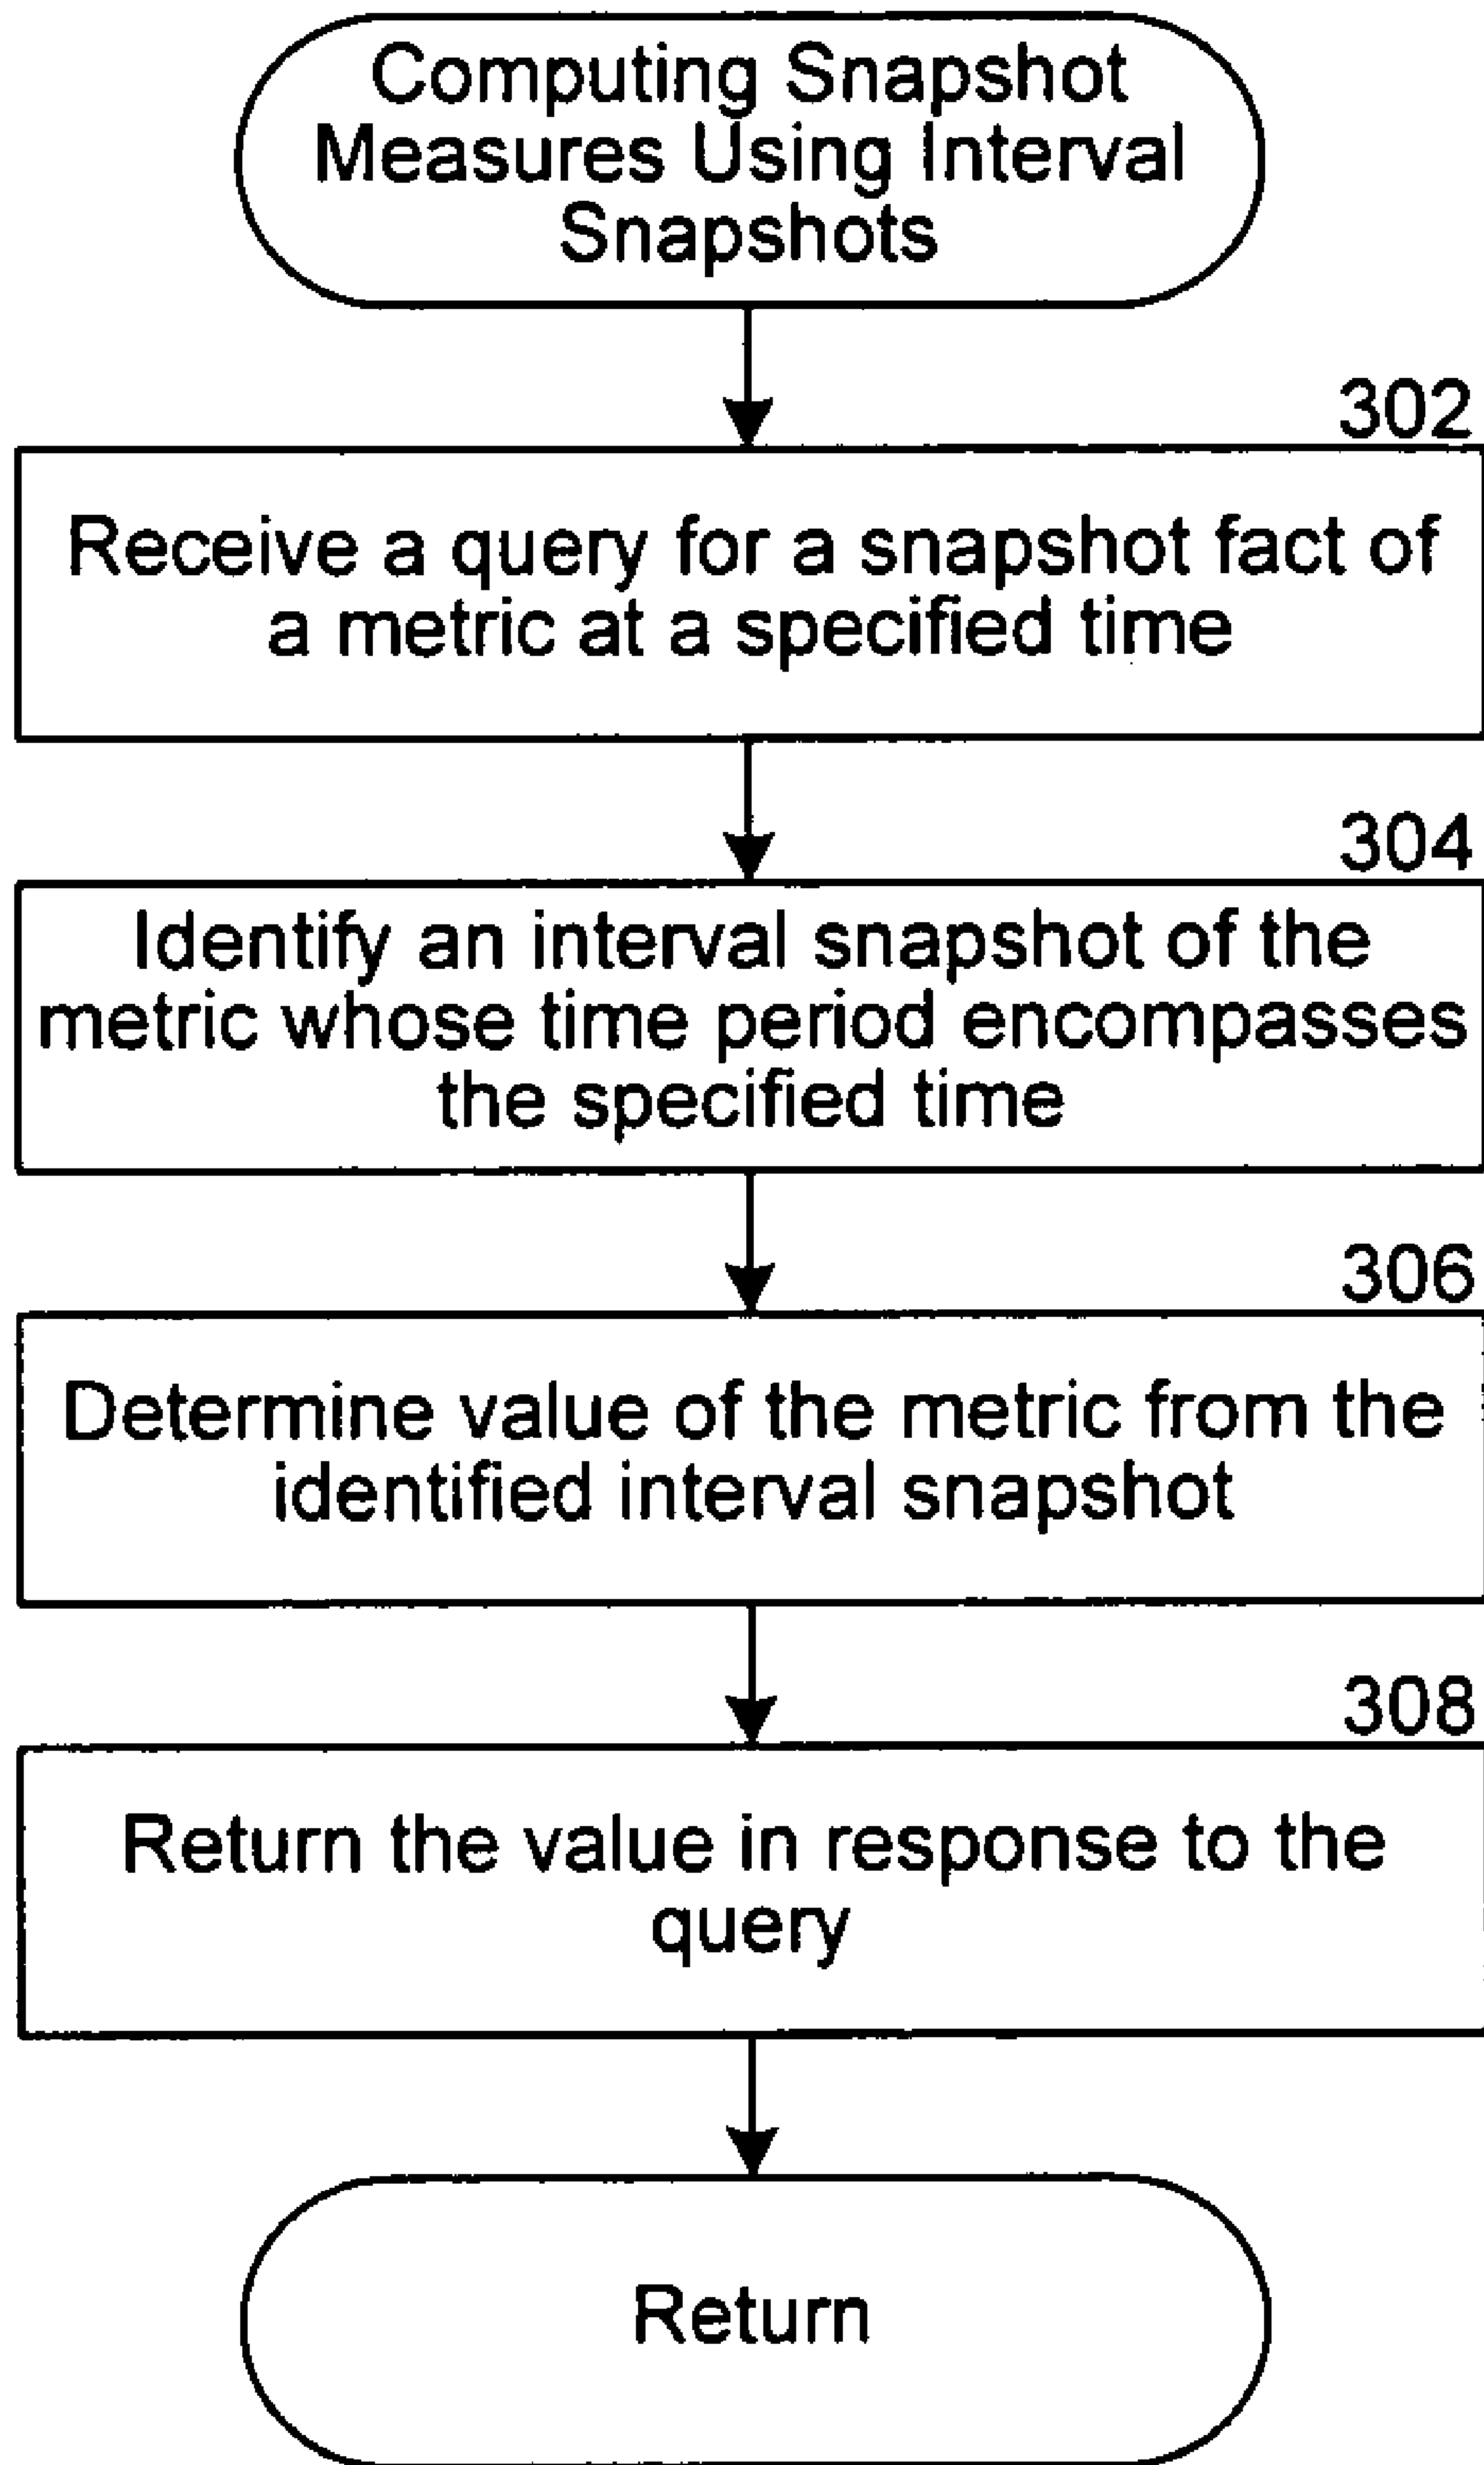 Computing Snapshot
Measures Using Interval
Snapshots
302
Receive a query for a snapshot fact of
a metric at a specified time
304
Identify an interval snapshot of the
metric whose time period encompasses
the specified time
306
Determine value of the metric from the
identified interval snapshot
308
Return the value in response to the
query
Return